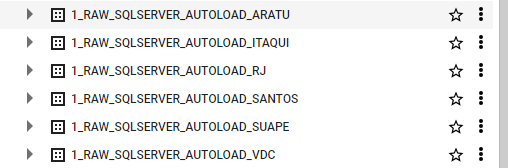 1_RAW_SQLSERVER_AUTOLOAD_ARATU
1_RAW_SQLSERVER_AUTOLOAD_ITAQUI
1_RAW_SQLSERVER_AUTOLOAD_RJ
1_RAW_SQLSERVER_AUTOLOAD_SANTOS
1_RAW_SQLSERVER_AUTOLOAD_SUAPE
1_RAW_SQLSERVER_AUTOLOAD_VDC